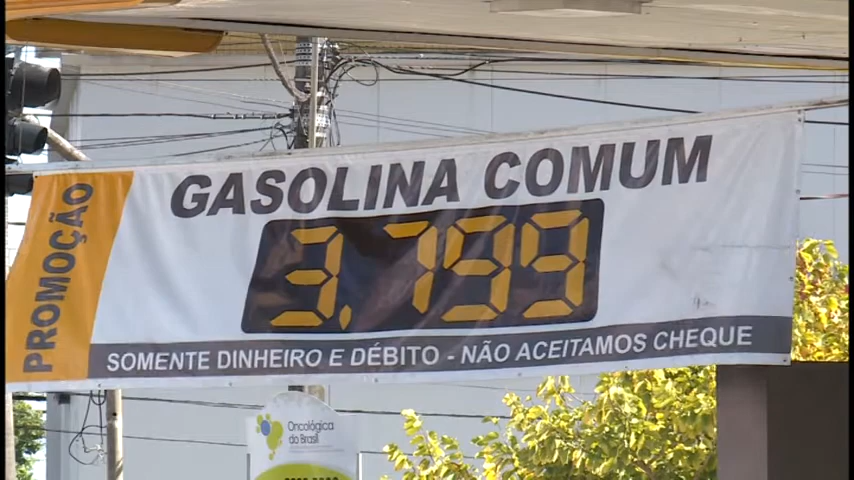 PROMOÇÃO
GASOLINA COMUM
3,799
SOMENTE DINHEIRO E DÉBITO - NÃO ACEITAMOS CHEQUE
Oncológica
do Brasil